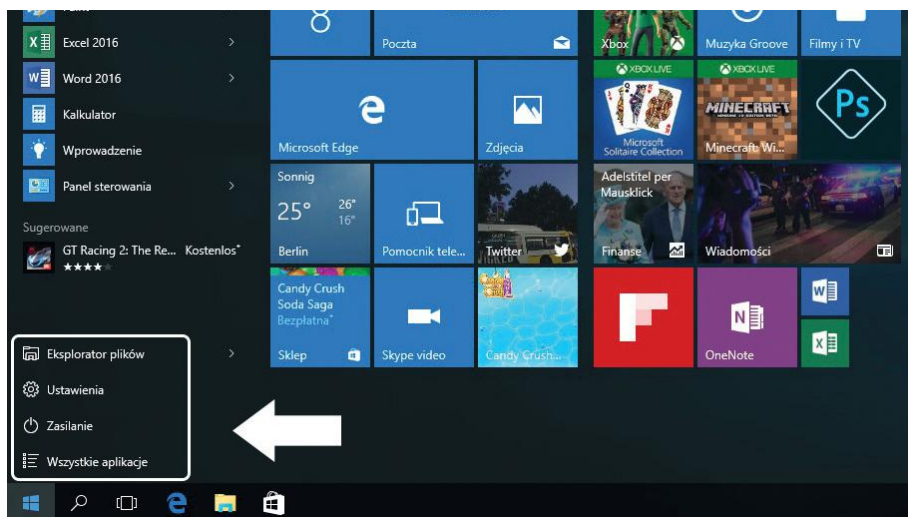 Excel 2016
Word 2016
Kalkulator
Wprowadzenie
Panel sterowania
Sugerowane
GT Racing 2: The Re... Kostenlos*
Eksplorator plików
Ustawienia
Zasilanie
Wszystkie aplikacje
8
Poczta
Microsoft Edge
Zdjęcia
Sonnig
25°
26°
16°
Berlin
Pomocnik tele...
Twitter
Candy Crush
Soda Saga
Bezpłatna*
Sklep
Skype video
Candy Crush...
Xbox
Muzyka Groove
Filmy i TV
XBOX LIVE
Microsoft
Solitaire Collection
XBOX LIVE
MINECRAFT
Minecraft: Wi...
Ps
Adelstitel per
Mausklick
Finanse
Wiadomości
OneNote